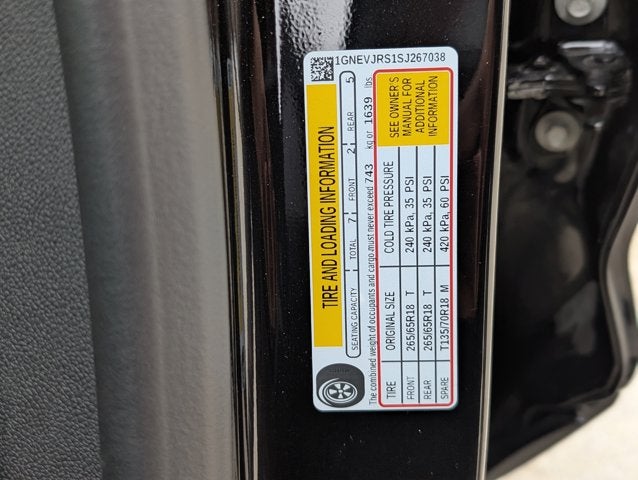 1GNEVJRS1SJ267038
TIRE AND LOADING INFORMATION
SEATING CAPACITY TOTAL 7 FRONT 2 REAR 5
The combined weight of occupants and cargo must never exceed 743 kg or 1639 lbs
TIRE ORIGINAL SIZE COLD TIRE PRESSURE
FRONT 265/65R18 T 240 kPa, 35 PSI
REAR 265/65R18 T 240 kPa, 35 PSI
SPARE T135/70R18 M 420 kPa, 60 PSI
SEE OWNER'S
MANUAL FOR
ADDITIONAL
INFORMATION